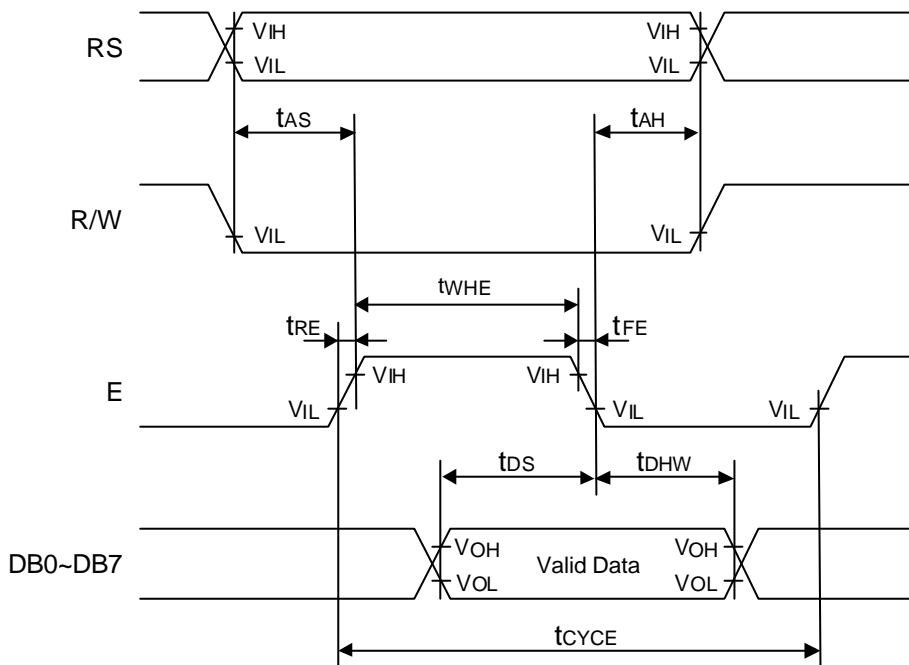 RS
VIH
VIH
VIL
VIL
tAS
tAH
R/W
VIL
VIL
tWHE
tRE
tFE
E
VIH
VIH
VIL
VIL
VIL
tDS
tDHW
DB0~DB7
VOH
Valid Data
VOH
VOL
VOL
tCYCE